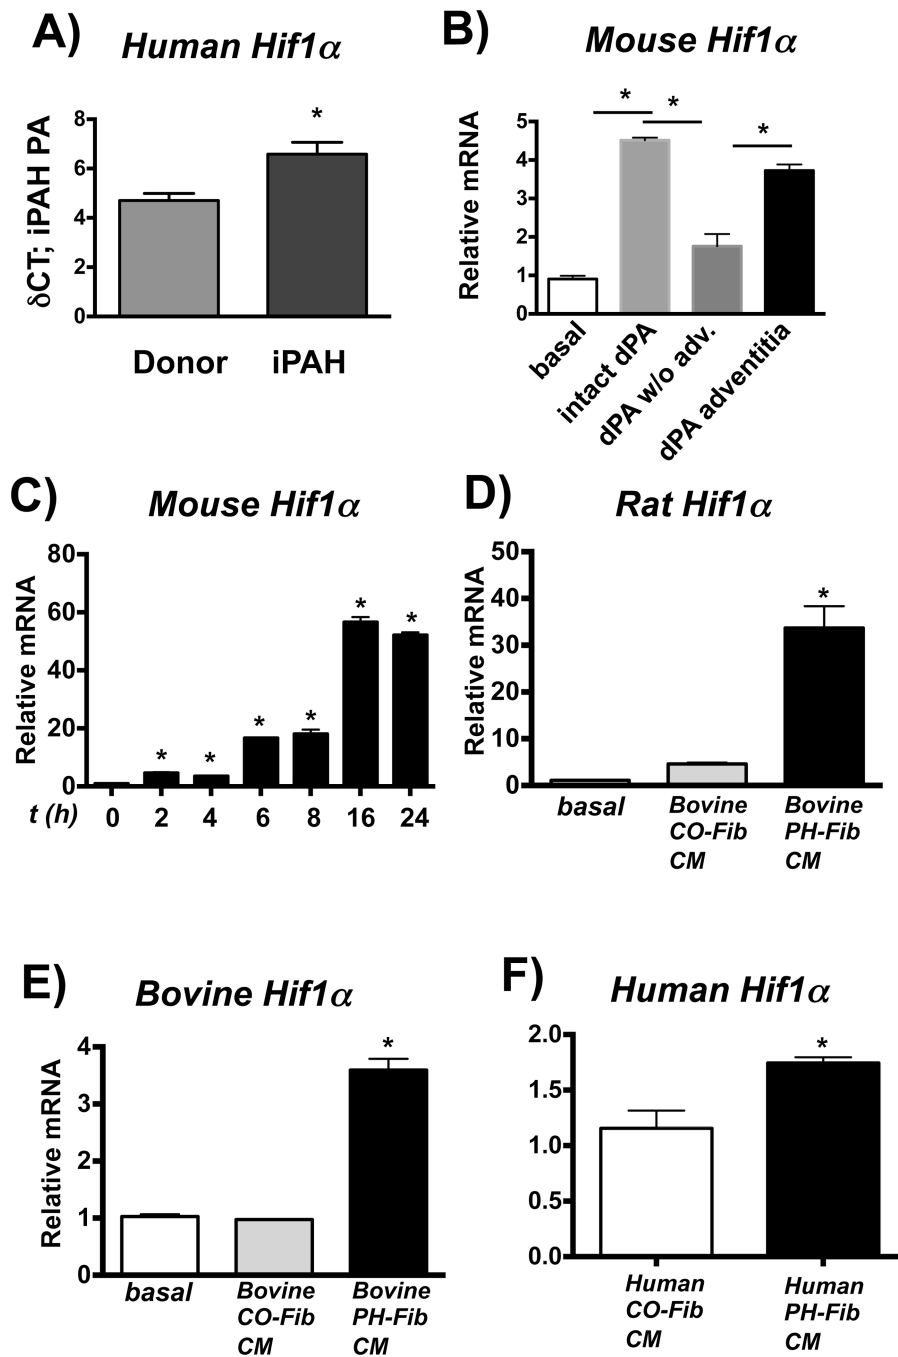 A)
Human Hif1α
δCT; iPAH PA
8
6
4
2
0
*
Donor
iPAH
B)
Mouse Hif1α
Relative mRNA
5
4
3
2
1
0
*
*
*
basal
intact dPA
dPA w/o adv.
dPA adventitia
C)
Mouse Hif1α
Relative mRNA
80
60
40
20
0
*
*
*
*
*
*
t (h)
0 2 4 6 8 16 24
D)
Rat Hif1α
Relative mRNA
50
40
30
20
10
0
*
basal
Bovine
CO-Fib
CM
Bovine
PH-Fib
CM
E)
Bovine Hif1α
Relative mRNA
4
3
2
1
0
*
basal
Bovine
CO-Fib
CM
Bovine
PH-Fib
CM
F)
Human Hif1α
2.0
1.5
1.0
0.5
0.0
*
Human
CO-Fib
CM
Human
PH-Fib
CM